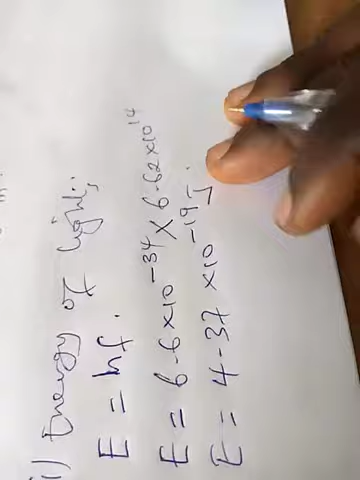 (i) Energy of light;
E = hf.
E = 6.6 x 10^-34 x 6.62 x 10^14
E = 4.37 x 10^-19 J.